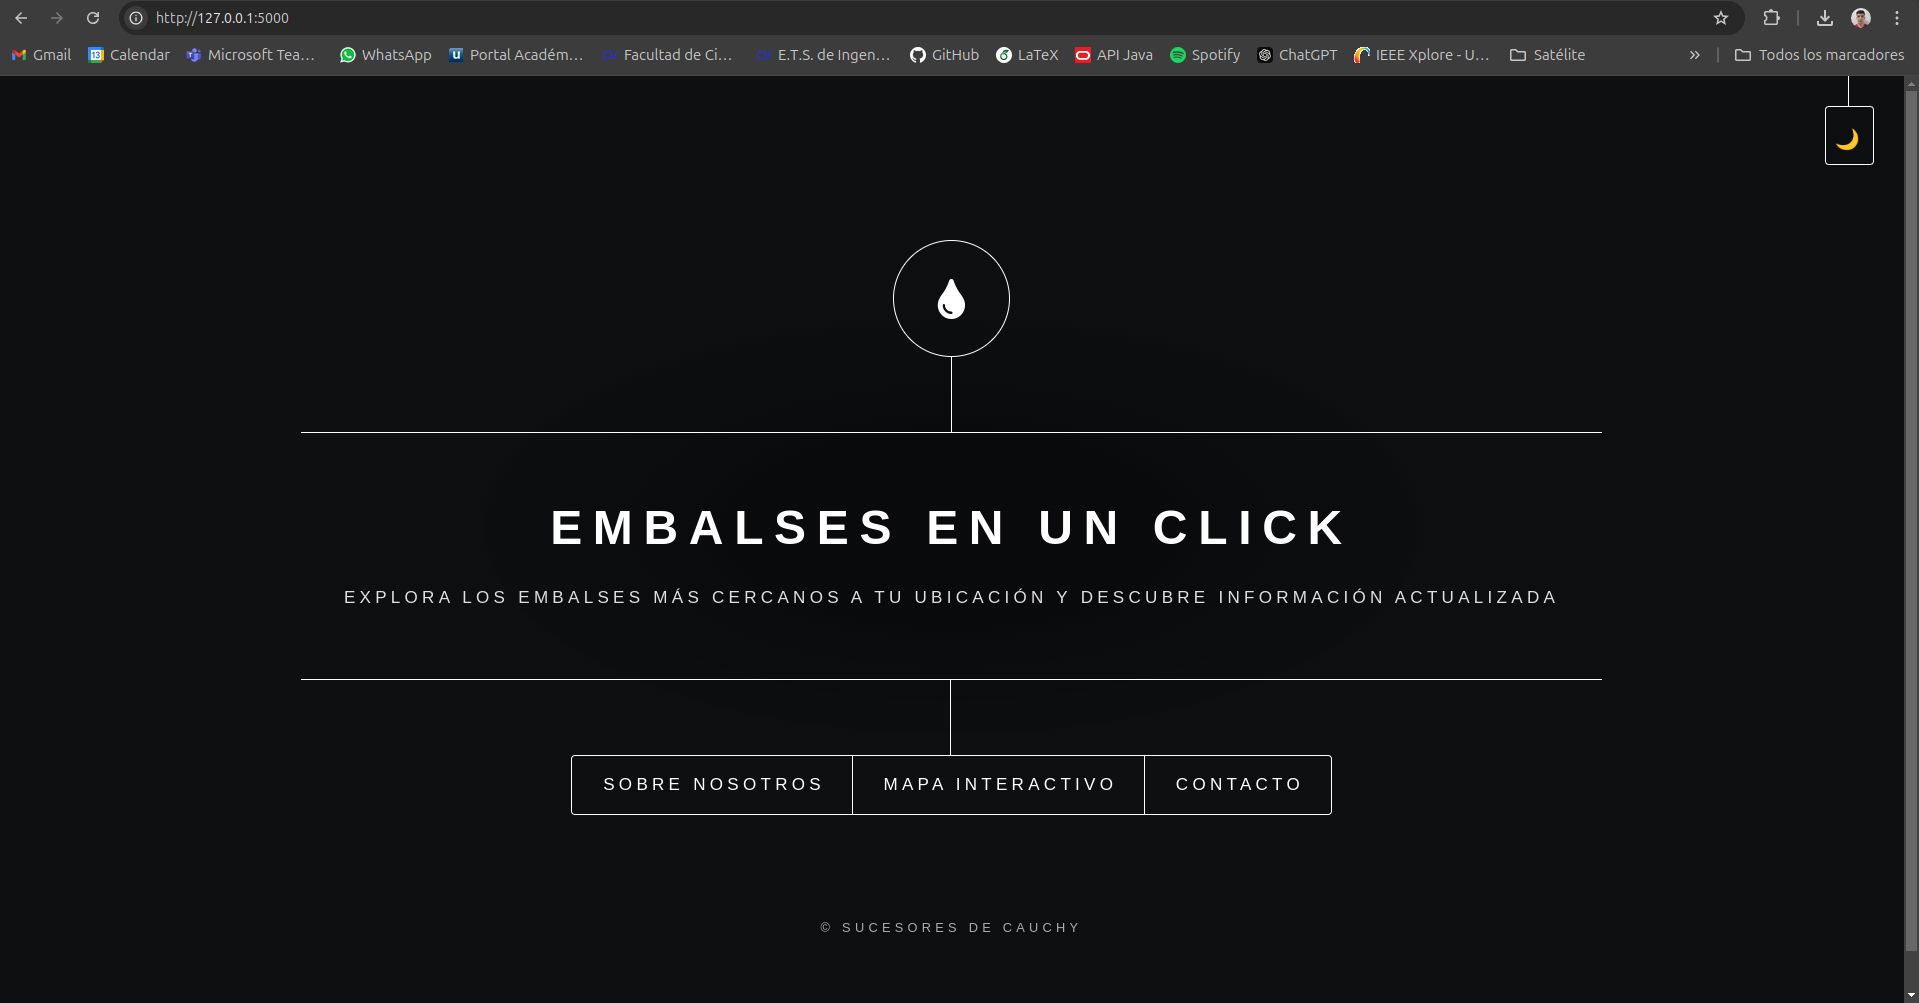 http://127.0.0.1:5000
Gmail
13
Calendar
Microsoft Tea...
WhatsApp
u
Portal Académ...
Facultad de Ci...
E.T.S. de Ingen...
GitHub
LaTeX
API Java
Spotify
ChatGPT
IEEE Xplore - U...
Satélite
»
Todos los marcadores
EMBALSES EN UN CLICK
EXPLORA LOS EMBALSES MÁS CERCANOS A TU UBICACIÓN Y DESCUBRE INFORMACIÓN ACTUALIZADA
SOBRE NOSOTROS
MAPA INTERACTIVO
CONTACTO
© SUCESORES DE CAUCHY